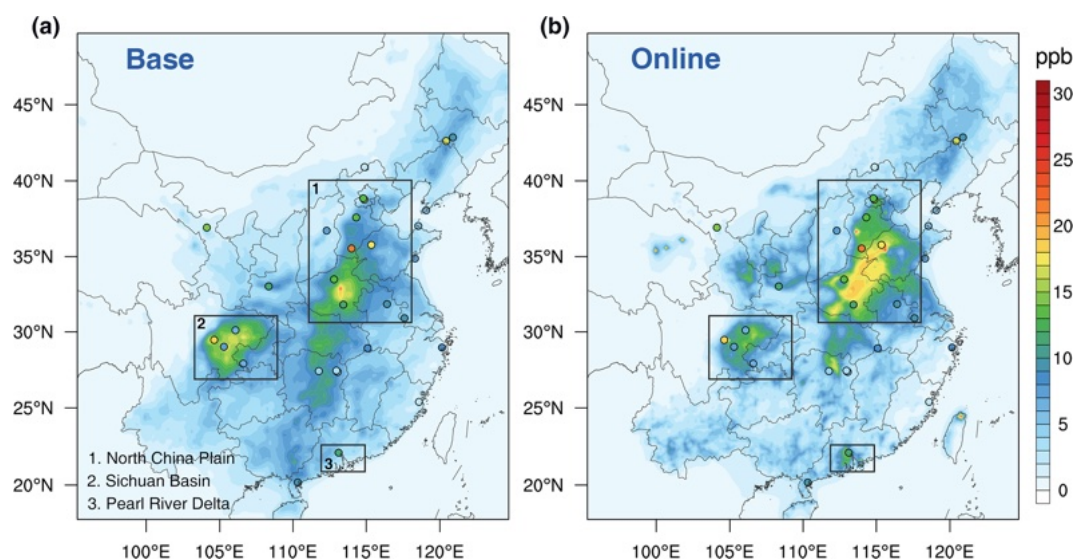 (a)
(b)
Base
Online
ppb
45°N
40°N
35°N
30°N
25°N
20°N
1
2
3
1. North China Plain
2. Sichuan Basin
3. Pearl River Delta
100°E 105°E 110°E 115°E 120°E
45°N
40°N
35°N
30°N
25°N
20°N
100°E 105°E 110°E 115°E 120°E
30
25
20
15
10
5
0